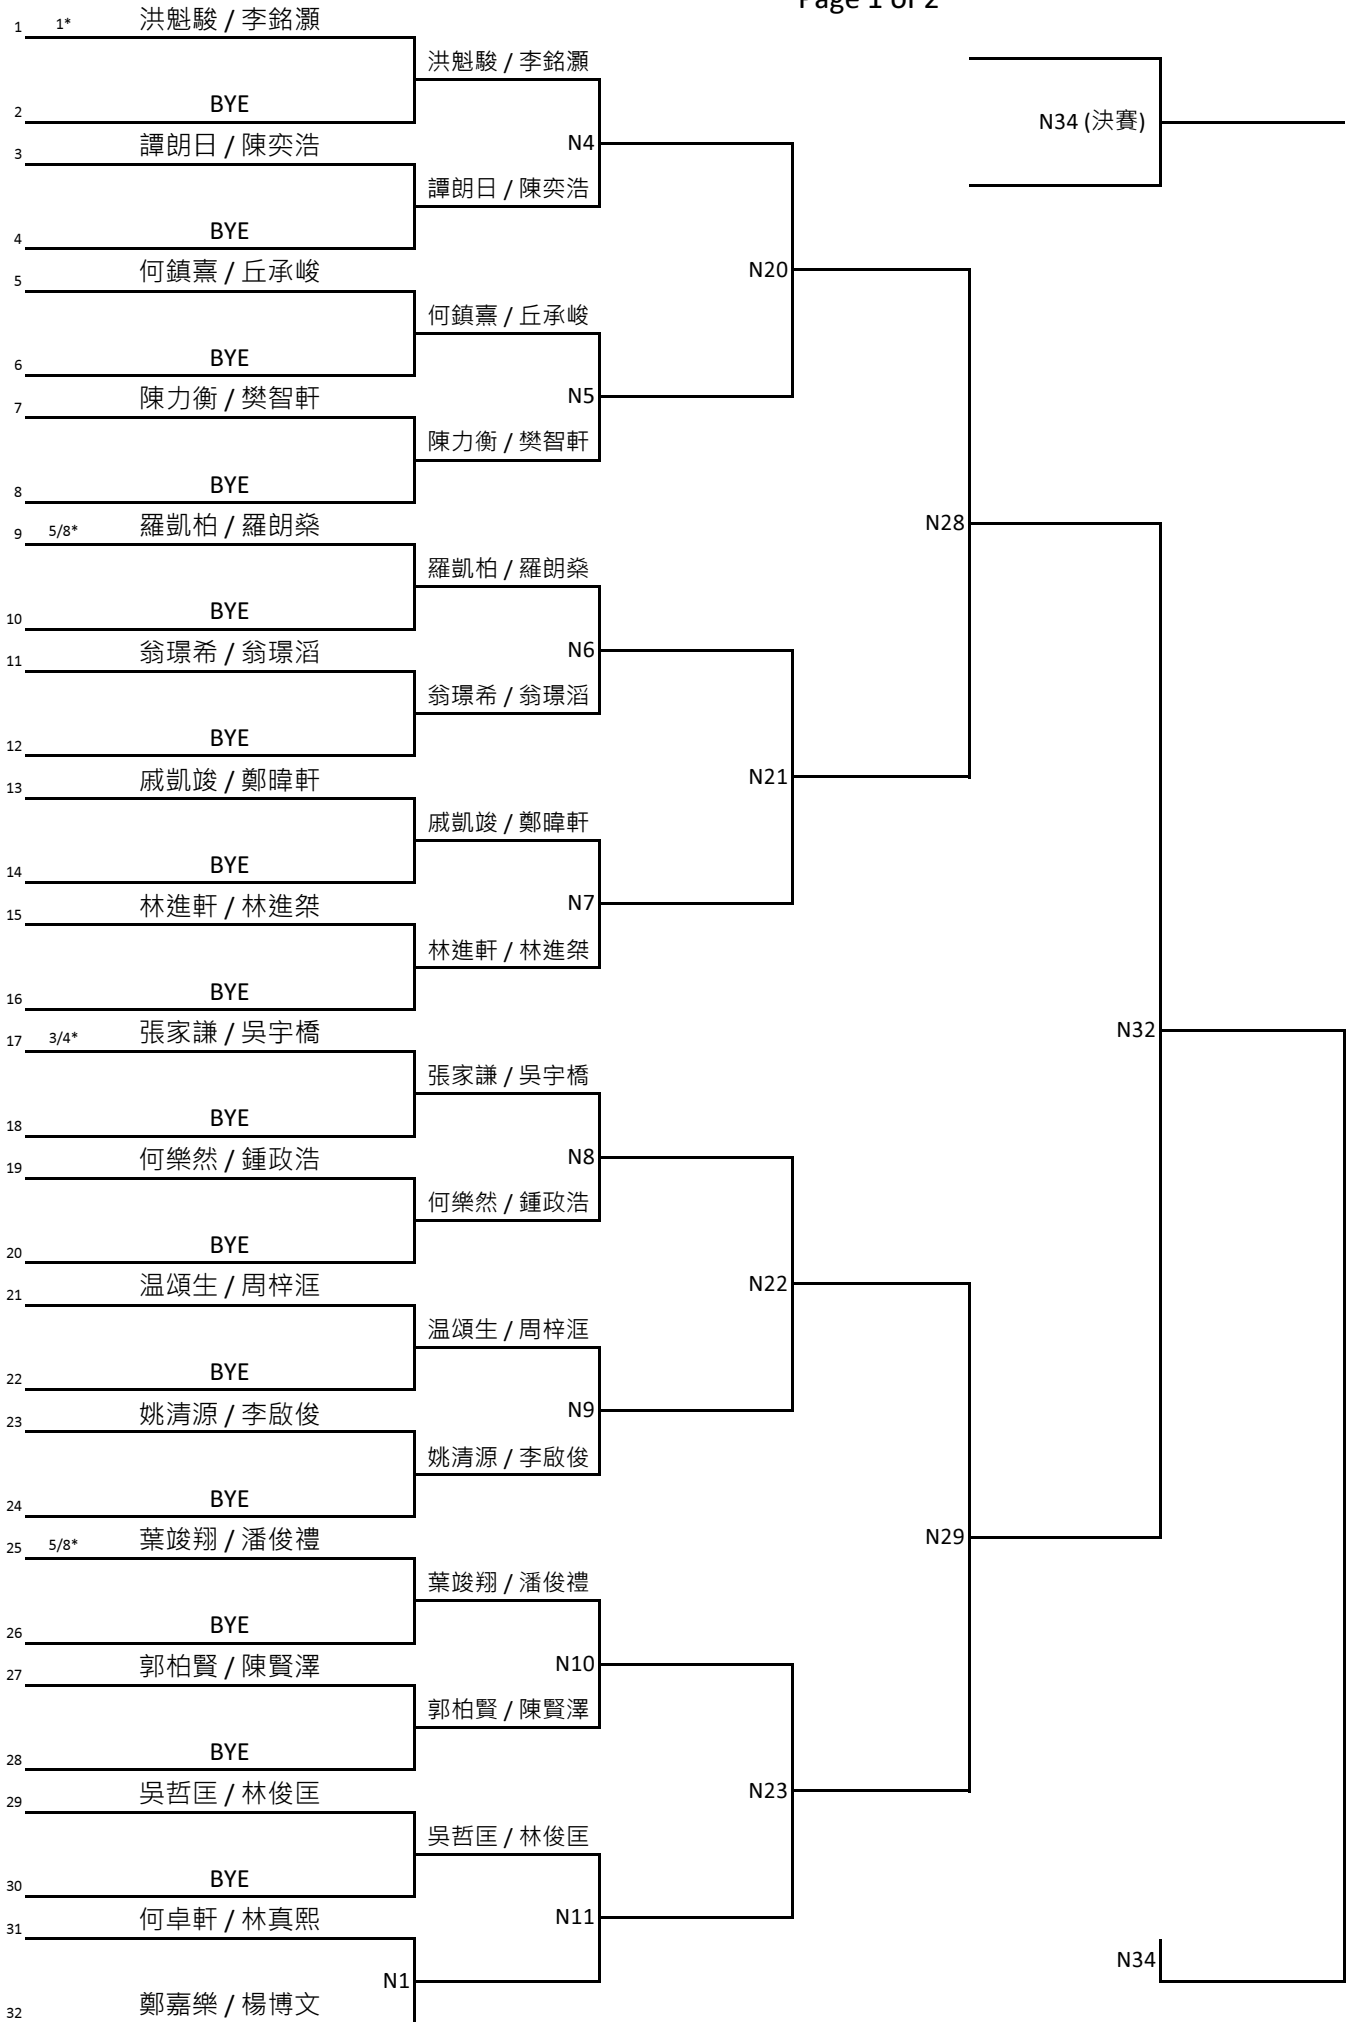 Page 1 of 2
1 1* 洪魁駿 / 李銘灝
洪魁駿 / 李銘灝
2 BYE
N34 (決賽)
3 譚朗日 / 陳奕浩
N4
譚朗日 / 陳奕浩
4 BYE
5 何鎮熹 / 丘承峻
N20
何鎮熹 / 丘承峻
6 BYE
7 陳力衡 / 樊智軒
N5
陳力衡 / 樊智軒
8 BYE
9 5/8* 羅凱柏 / 羅朗燊
N28
羅凱柏 / 羅朗燊
10 BYE
11 翁璟希 / 翁璟滔
N6
翁璟希 / 翁璟滔
12 BYE
13 戚凱竣 / 鄭暐軒
N21
戚凱竣 / 鄭暐軒
14 BYE
15 林進軒 / 林進桀
N7
林進軒 / 林進桀
16 BYE
17 3/4* 張家謙 / 吳宇橋
N32
張家謙 / 吳宇橋
18 BYE
19 何樂然 / 鍾政浩
N8
何樂然 / 鍾政浩
20 BYE
21 温頌生 / 周梓洭
N22
温頌生 / 周梓洭
22 BYE
23 姚清源 / 李啟俊
N9
姚清源 / 李啟俊
24 BYE
25 5/8* 葉竣翔 / 潘俊禮
N29
葉竣翔 / 潘俊禮
26 BYE
27 郭柏賢 / 陳賢澤
N10
郭柏賢 / 陳賢澤
28 BYE
29 吳哲匡 / 林俊匡
N23
吳哲匡 / 林俊匡
30 BYE
31 何卓軒 / 林真熙
N11
N34
N1
32 鄭嘉樂 / 楊博文